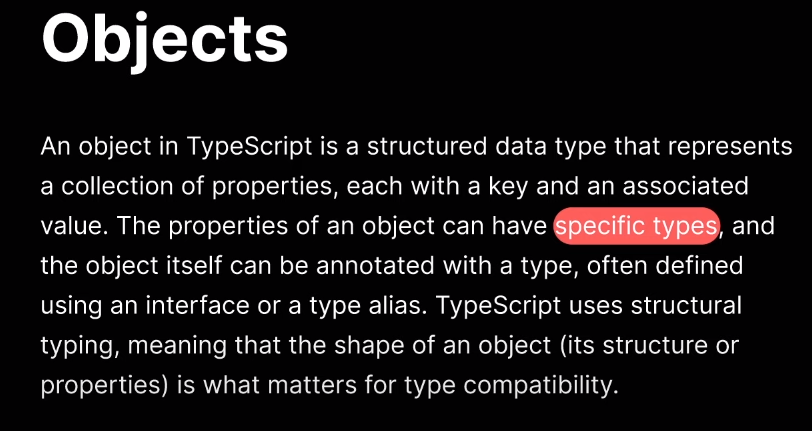 Objects
An object in TypeScript is a structured data type that represents
a collection of properties, each with a key and an associated
value. The properties of an object can have specific types, and
the object itself can be annotated with a type, often defined
using an interface or a type alias. TypeScript uses structural
typing, meaning that the shape of an object (its structure or
properties) is what matters for type compatibility.